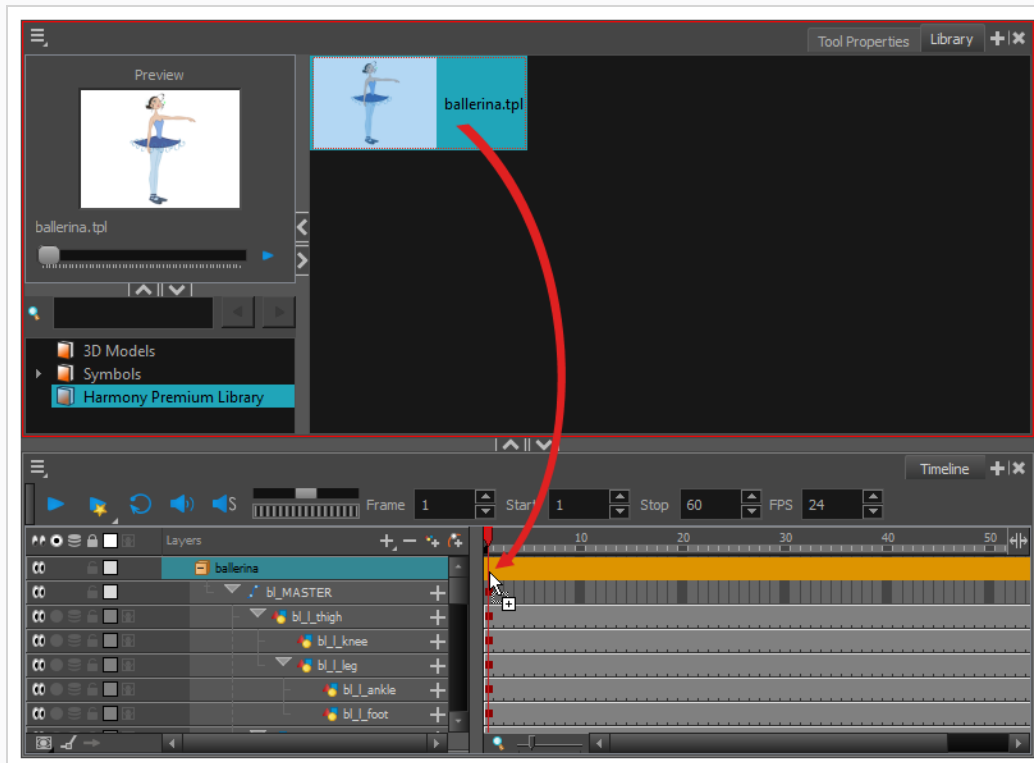 Tool Properties Library
Preview
ballerina.tpl
ballerina.tpl
3D Models
Symbols
Harmony Premium Library
Timeline
S Frame 1 Start 1 Stop 60 FPS 24
Layers 10 20 30 40 50
ballerina
bl_MASTER
bl_l_thigh
bl_l_knee
bl_l_leg
bl_l_ankle
bl_l_foot